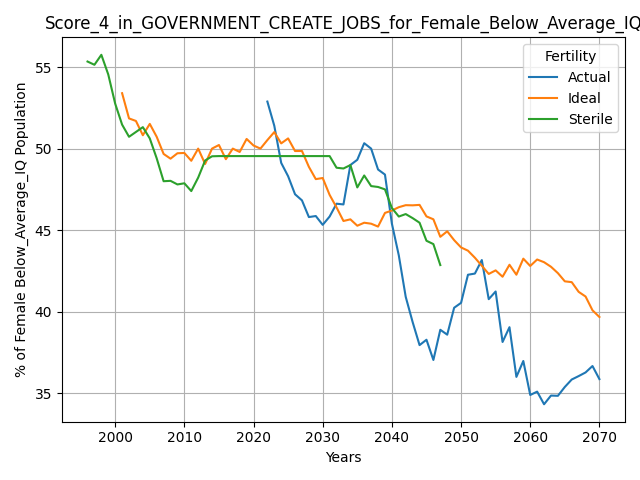 Score_4_in_GOVERNMENT_CREATE_JOBS_for_Female_Below_Average_IQ
Fertility
Actual
Ideal
Sterile
% of Female Below_Average_IQ Population
55
50
45
40
35
2000
2010
2020
2030
2040
2050
2060
2070
Years